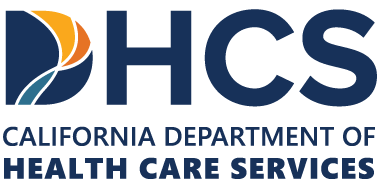 DHCS
CALIFORNIA DEPARTMENT OF
HEALTH CARE SERVICES